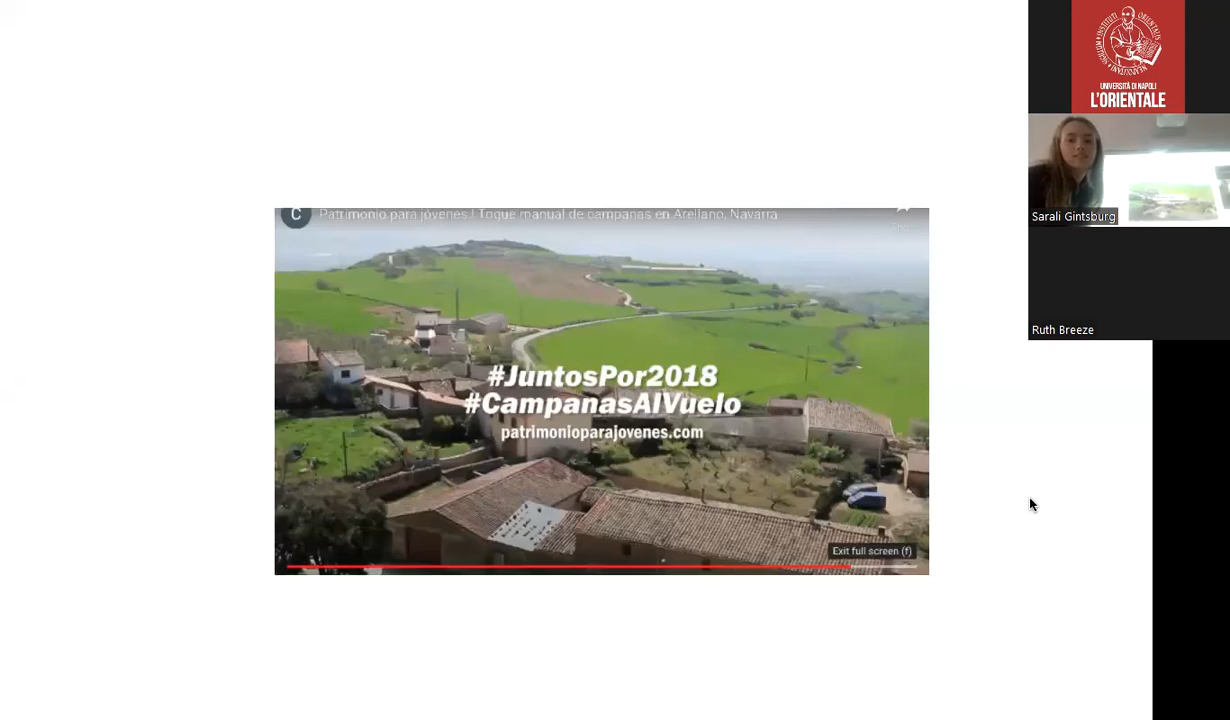 C
Patrimonio para jóvenes | Toque manual de campanas en Arellano, Navarra
#JuntosPor2018
#CampanasAlVuelo
patrimonioparajovenes.com
Exit full screen (f)
UNIVERSITÀ DI NAPOLI
L'ORIENTALE
Sarali Gintsburg
Ruth Breeze